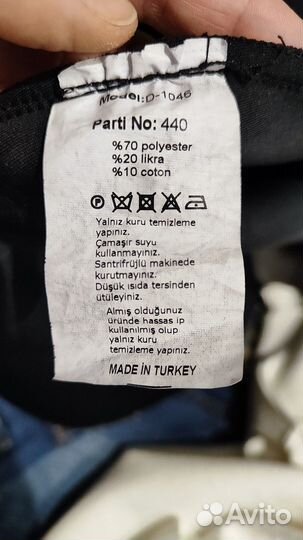 Model:D-1046
Parti No: 440
%70 polyester
%20 likra
%10 coton
Yalnız kuru temizleme
yapınız.
Çamaşır suyu
kullanmayınız.
Santrifrüjlü makinede
kurutmayınız.
Düşük ısıda tersinden
ütüleyiniz.
Almış olduğunuz
üründe hassas ip
kullanılmış olup
yalnız kuru
temizleme yapınız.
MADE İN TURKEY
Avito